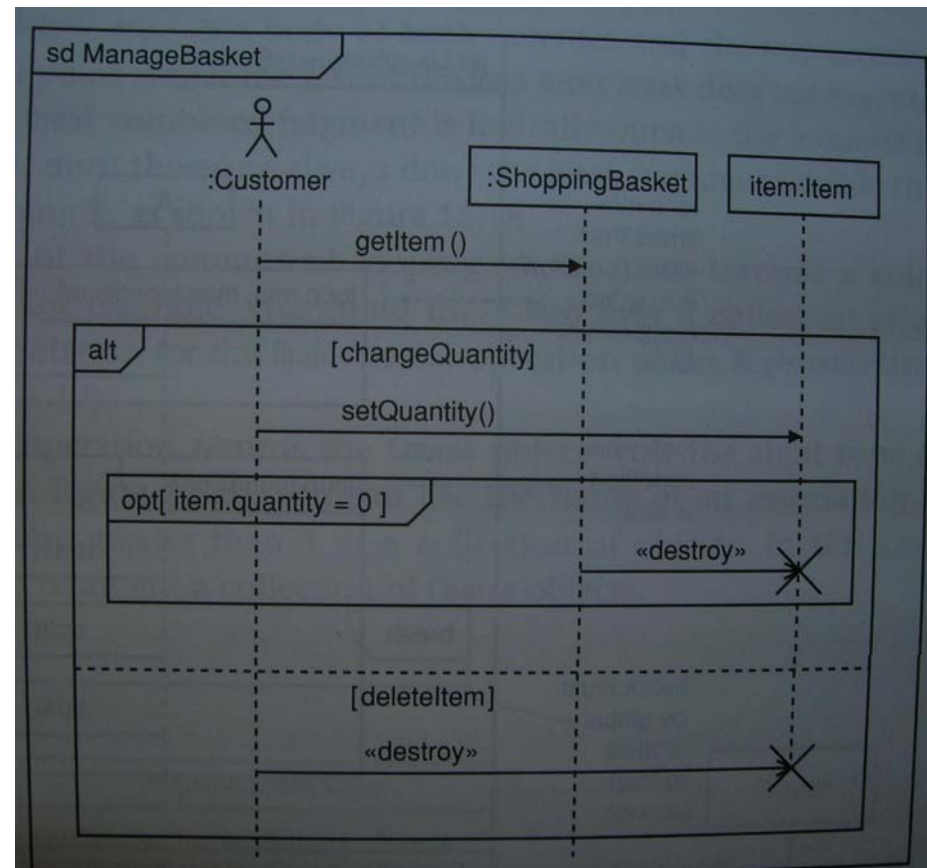 sd ManageBasket
:Customer
:ShoppingBasket
item:Item
getItem ()
alt
[changeQuantity]
setQuantity()
opt[ item.quantity = 0 ]
«destroy»
[deleteItem]
«destroy»